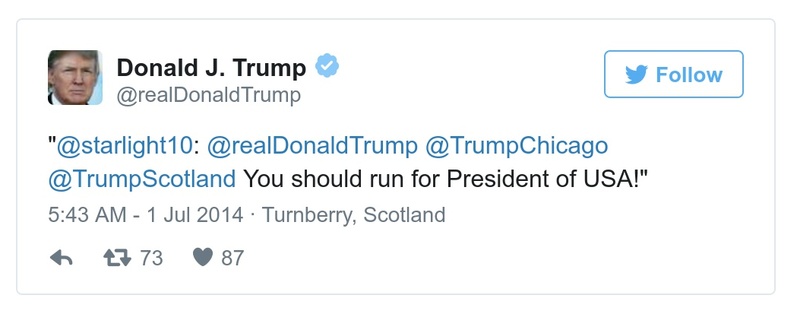 Donald J. Trump
@realDonaldTrump
Follow
"@starlight10: @realDonaldTrump @TrumpChicago
@TrumpScotland You should run for President of USA!"
5:43 AM - 1 Jul 2014 · Turnberry, Scotland
73 87